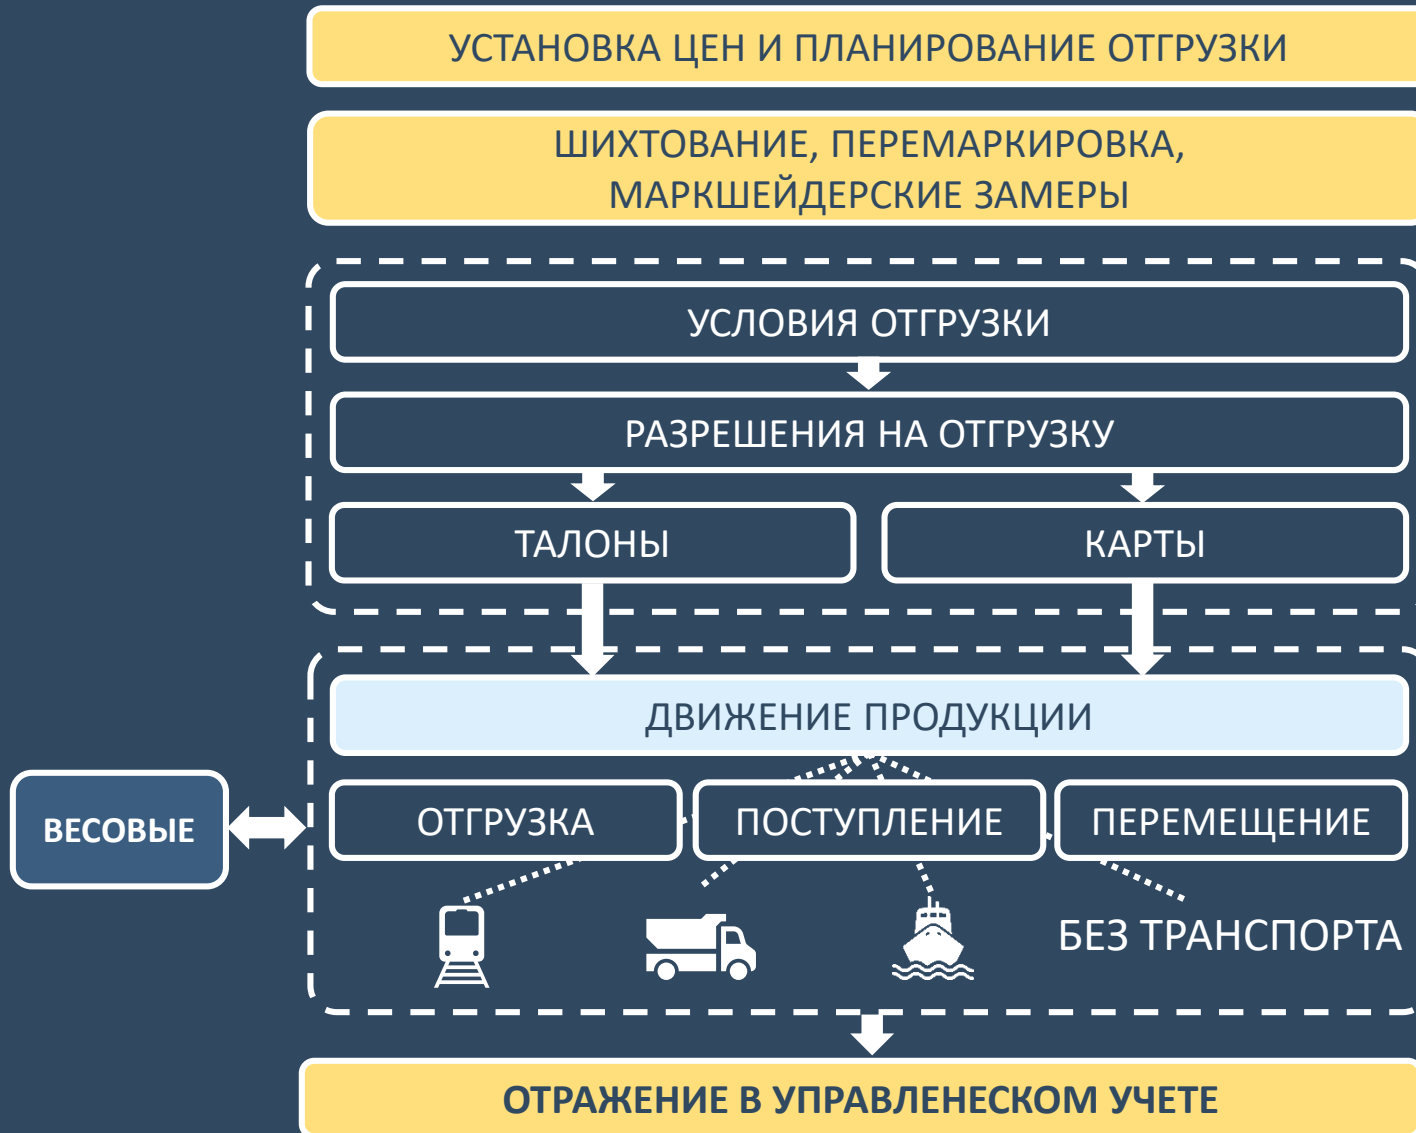 УСТАНОВКА ЦЕН И ПЛАНИРОВАНИЕ ОТГРУЗКИ
ШИХТОВАНИЕ, ПЕРЕМАРКИРОВКА,
МАРКШЕЙДЕРСКИЕ ЗАМЕРЫ
УСЛОВИЯ ОТГРУЗКИ
РАЗРЕШЕНИЯ НА ОТГРУЗКУ
ТАЛОНЫ
КАРТЫ
ДВИЖЕНИЕ ПРОДУКЦИИ
ВЕСОВЫЕ
ОТГРУЗКА
ПОСТУПЛЕНИЕ
ПЕРЕМЕЩЕНИЕ
БЕЗ ТРАНСПОРТА
ОТРАЖЕНИЕ В УПРАВЛЕНЕСКОМ УЧЕТЕ